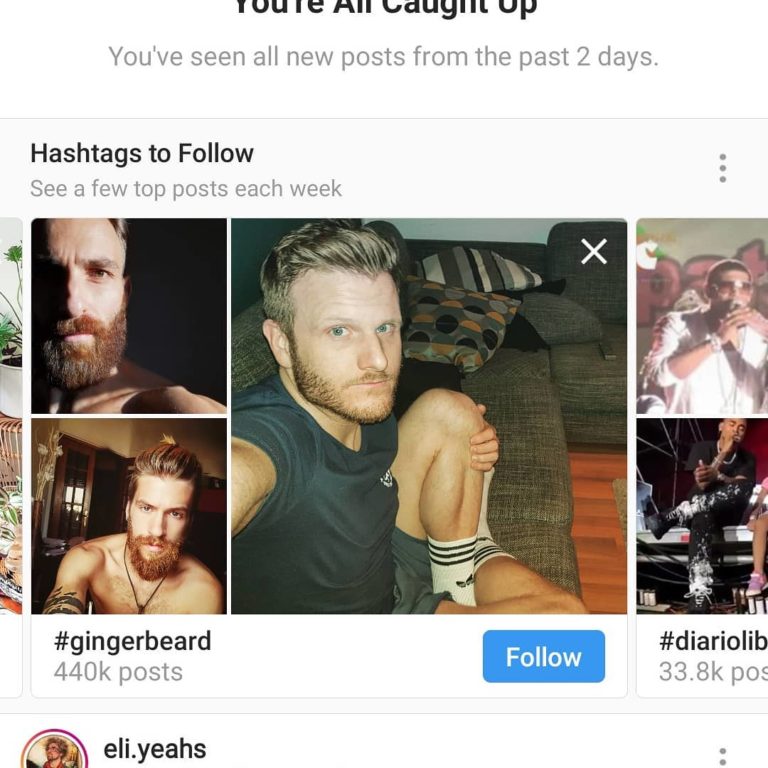 You're All Caught Up
You've seen all new posts from the past 2 days.
Hashtags to Follow
See a few top posts each week
#gingerbeard
440k posts
Follow
#diariolib
33.8k pos
eli.yeahs